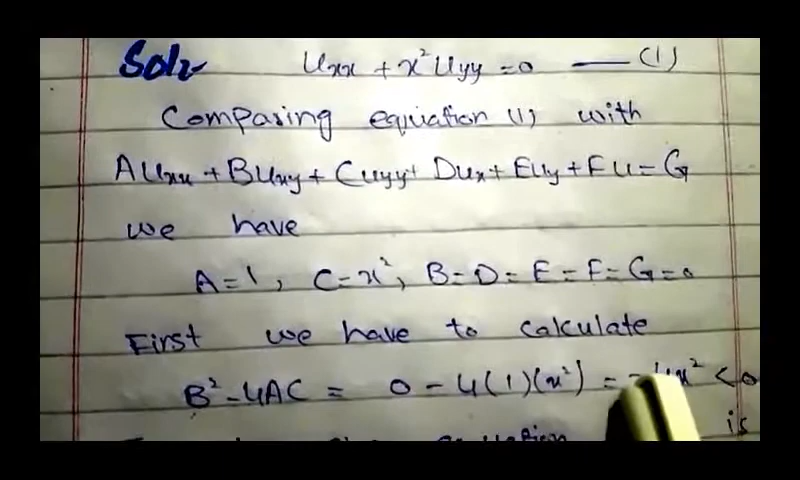 Soln
Uxx + x²Uyy = 0 —— (1)
Comparing equation (1) with
AUxx + BUxy + CUyy + DUx + EUy + FU = G
we have
A = 1, C = x², B = D = E = F = G = 0
First we have to calculate
B² - 4AC = 0 - 4(1)(x²) = -4x² < 0
equation is